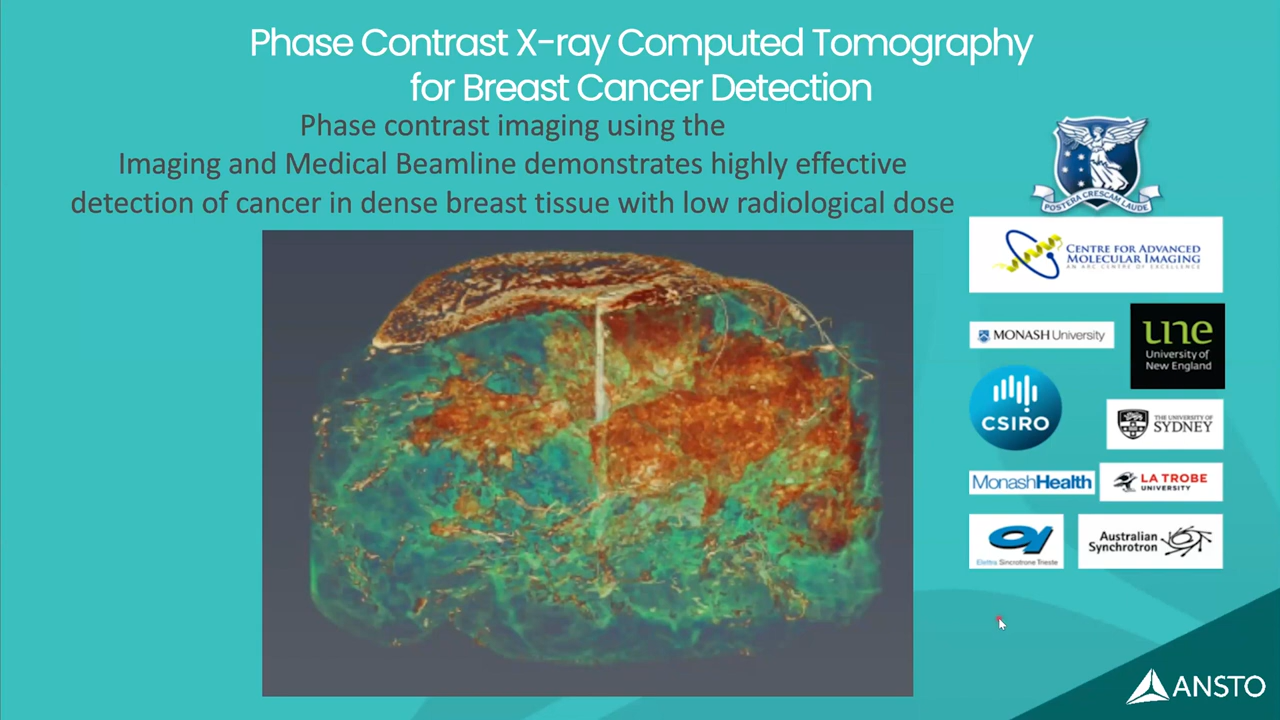 Phase Contrast X-ray Computed Tomography
for Breast Cancer Detection
Phase contrast imaging using the
Imaging and Medical Beamline demonstrates highly effective
detection of cancer in dense breast tissue with low radiological dose
POSTERA CRESCAM LAUDE
CENTRE FOR ADVANCED
MOLECULAR IMAGING
AN ARC CENTRE OF EXCELLENCE
MONASH University
une
University of
New England
CSIRO
THE UNIVERSITY OF
SYDNEY
MonashHealth
LA TROBE
UNIVERSITY
Elettra Sincrotrone Trieste
Australian
Synchrotron
ANSTO